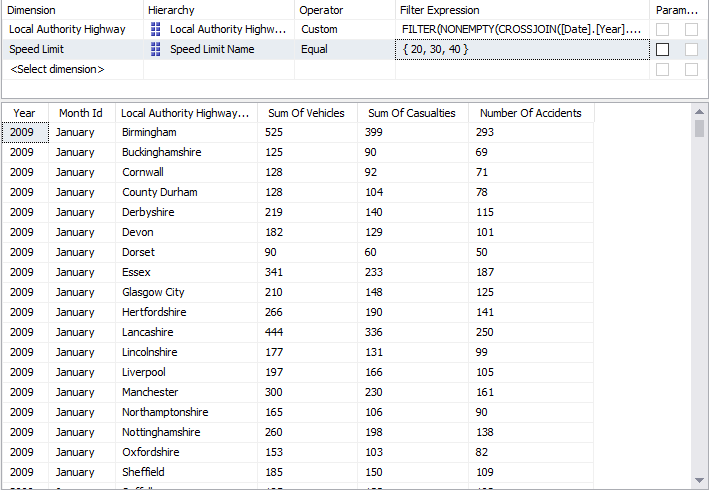 Dimension Hierarchy Operator Filter Expression Param...
Local Authority Highway Local Authority Highw... Custom FILTER(NONEMPTY(CROSSJOIN([Date].[Year]....
Speed Limit Speed Limit Name Equal { 20, 30, 40 }
<Select dimension>
Year Month Id Local Authority Highway... Sum Of Vehicles Sum Of Casualties Number Of Accidents
2009 January Birmingham 525 399 293
2009 January Buckinghamshire 125 90 69
2009 January Cornwall 128 92 71
2009 January County Durham 128 104 78
2009 January Derbyshire 219 140 115
2009 January Devon 182 129 101
2009 January Dorset 90 60 50
2009 January Essex 341 233 187
2009 January Glasgow City 210 148 125
2009 January Hertfordshire 266 190 141
2009 January Lancashire 444 336 250
2009 January Lincolnshire 177 131 99
2009 January Liverpool 197 166 105
2009 January Manchester 300 230 161
2009 January Northamptonshire 165 106 90
2009 January Nottinghamshire 260 198 138
2009 January Oxfordshire 153 103 82
2009 January Sheffield 185 150 109